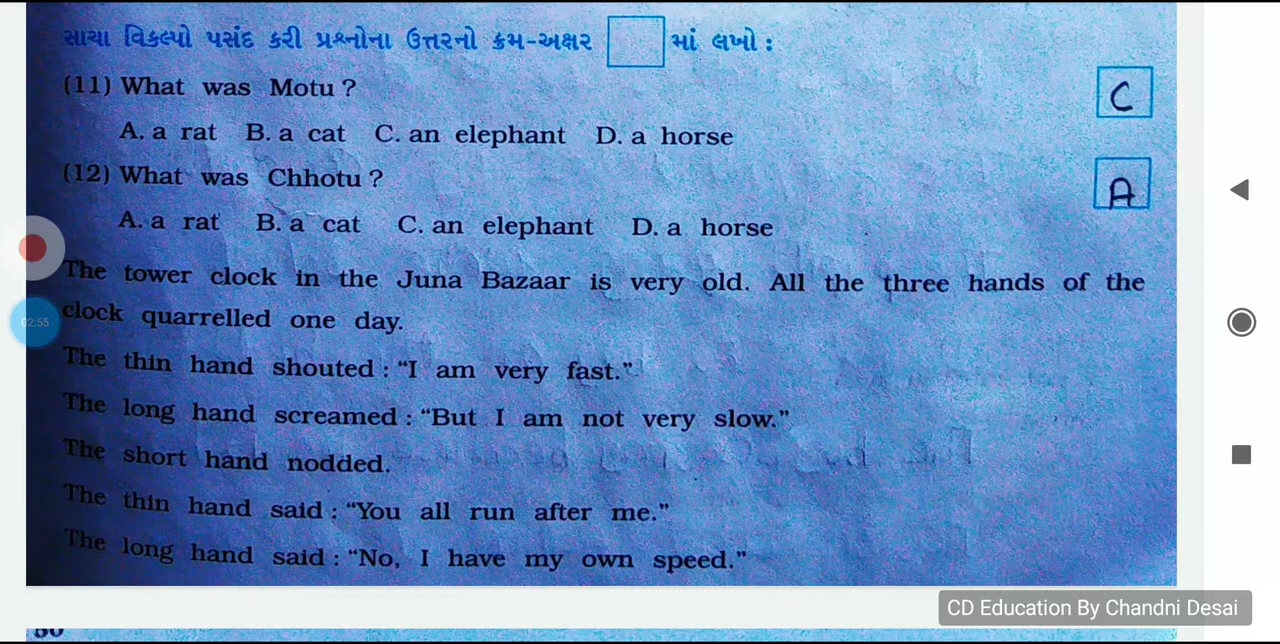 સાચા વિકલ્પો પસંદ કરી પ્રશ્નોના ઉત્તરનો ક્રમ-અક્ષર માં લખો :
(11) What was Motu ? C
A. a rat B. a cat C. an elephant D. a horse
(12) What was Chhotu ? A
A. a rat B. a cat C. an elephant D. a horse
The tower clock in the Juna Bazaar is very old. All the three hands of the
clock quarrelled one day.
02:55
The thin hand shouted : “I am very fast.”
The long hand screamed : “But I am not very slow.”
The short hand nodded.
The thin hand said : “You all run after me.”
The long hand said : “No, I have my own speed.”
CD Education By Chandni Desai